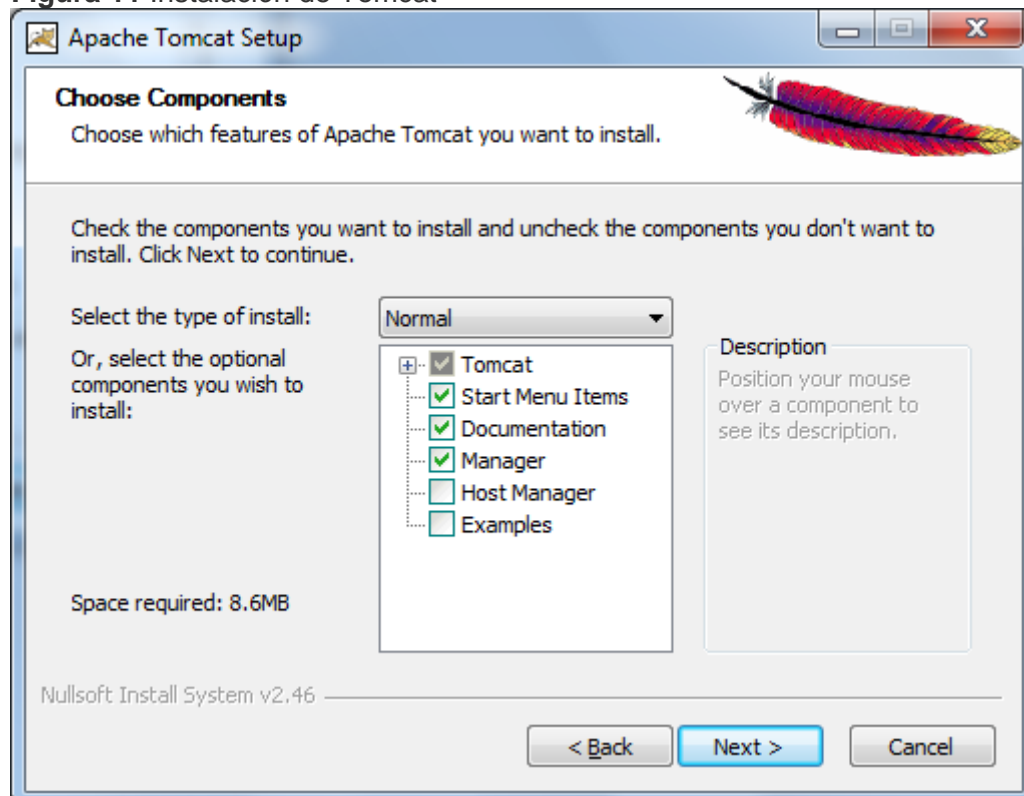 Apache Tomcat Setup
Choose Components
Choose which features of Apache Tomcat you want to install.
Check the components you want to install and uncheck the components you don't want to
install. Click Next to continue.
Select the type of install:
Normal
Or, select the optional
components you wish to
install:
Tomcat
Start Menu Items
Documentation
Manager
Host Manager
Examples
Description
Position your mouse
over a component to
see its description.
Space required: 8.6MB
Nullsoft Install System v2.46
< Back
Next >
Cancel